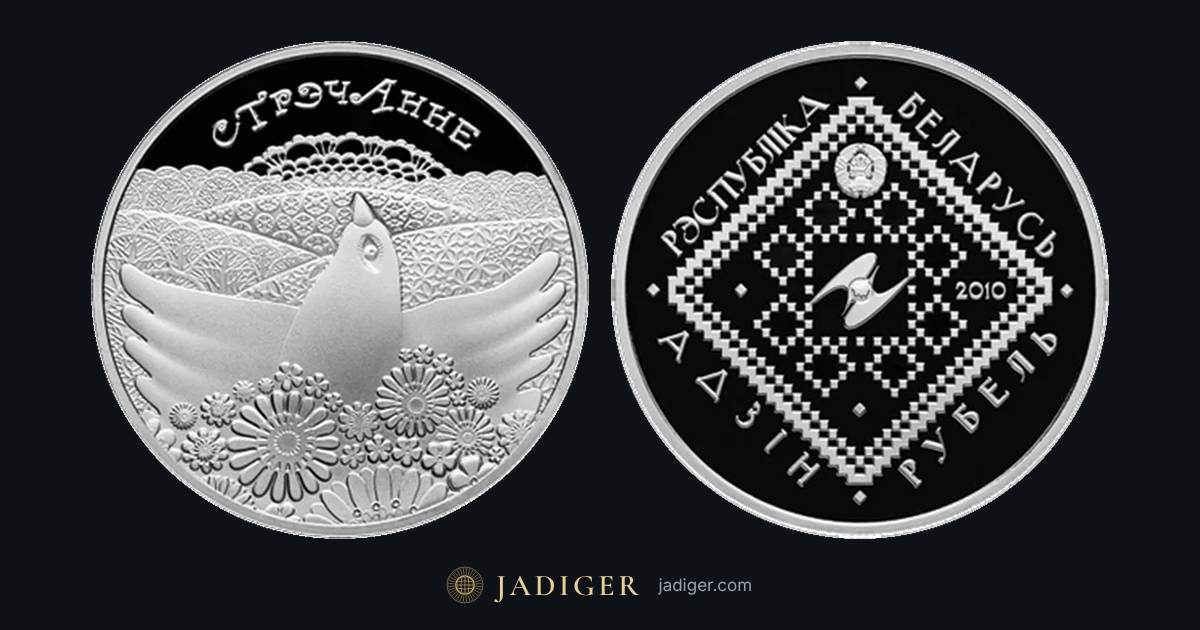 СТРЭЧАННЕ
РЭСПУБЛІКА БЕЛАРУСЬ
2010
АДЗІН РУБЕЛЬ
JADIGER jadiger.com